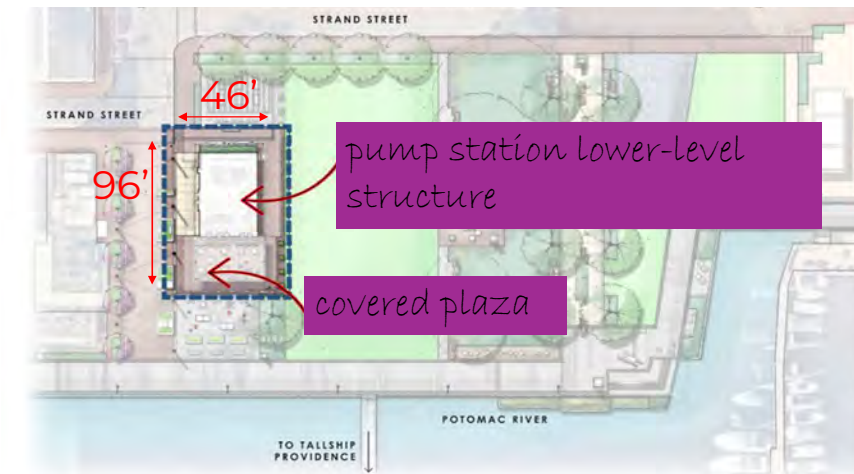 STRAND STREET
46’
STRAND STREET
pump station lower-level
structure
96’
covered plaza
POTOMAC RIVER
TO TALLSHIP
PROVIDENCE